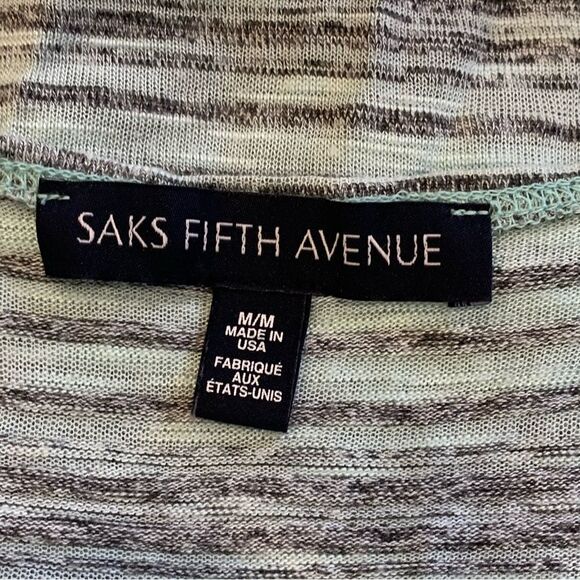 SAKS FIFTH AVENUE
M/M
MADE IN
USA
FABRIQUÉ
AUX
ÉTATS-UNIS